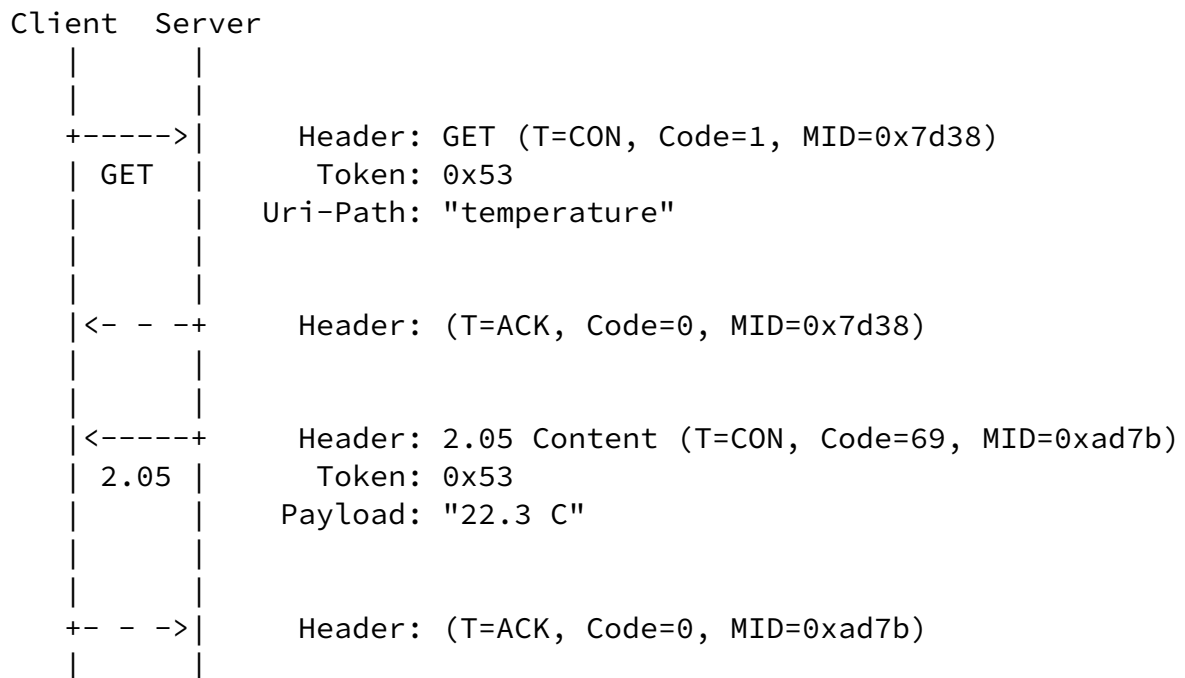 Client  Server
Header: GET (T=CON, Code=1, MID=0x7d38)
GET Token: 0x53
Uri-Path: "temperature"
Header: (T=ACK, Code=0, MID=0x7d38)
Header: 2.05 Content (T=CON, Code=69, MID=0xad7b)
2.05 Token: 0x53
Payload: "22.3 C"
Header: (T=ACK, Code=0, MID=0xad7b)